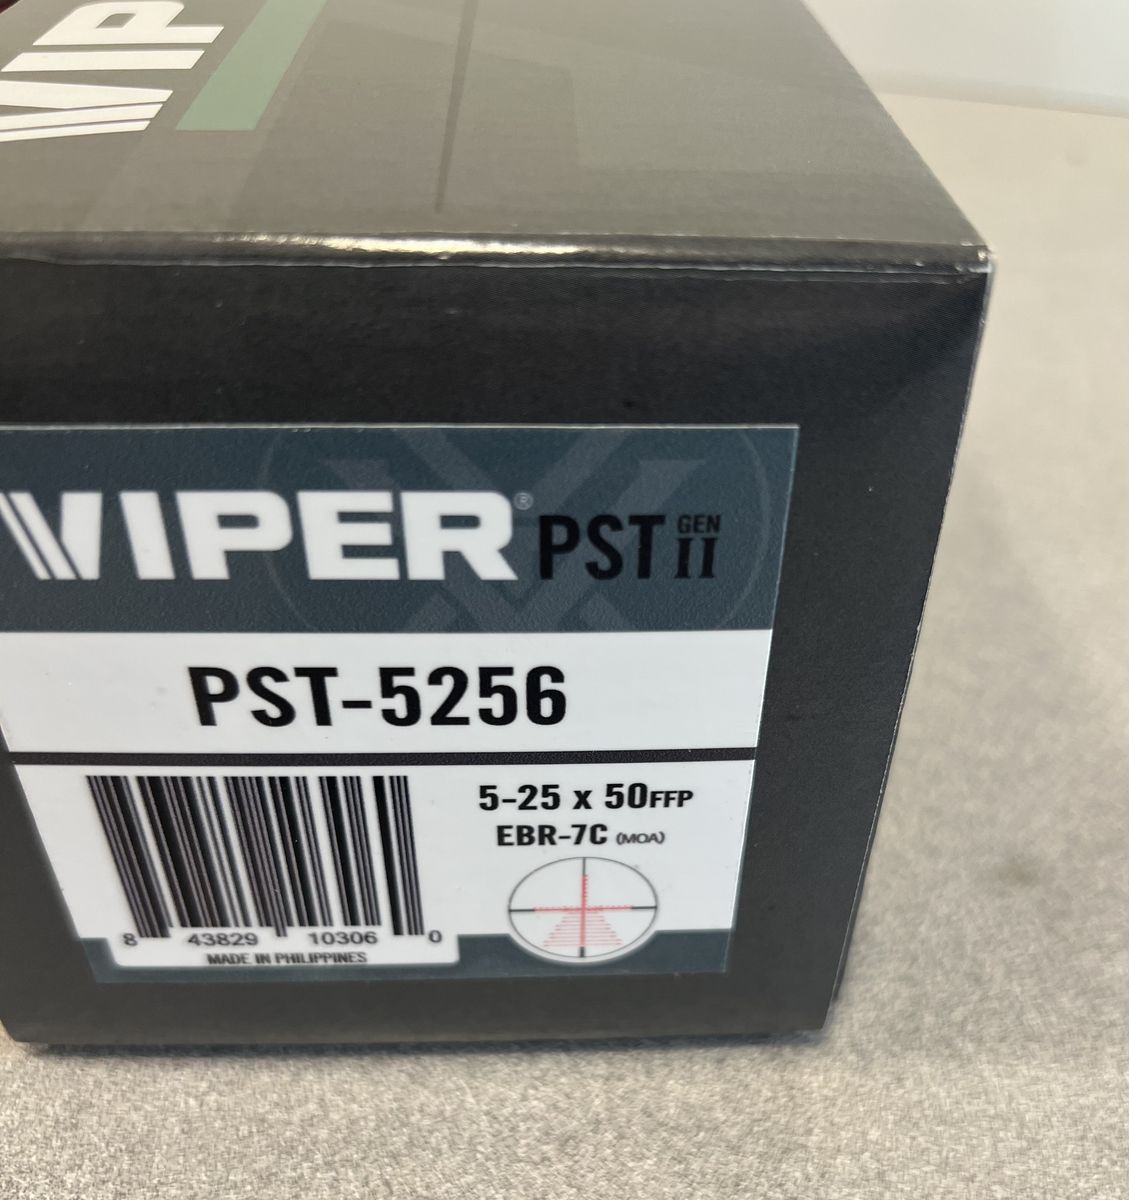 VIP
VIPER® PST GEN II
PST-5256
5-25 x 50FFP
EBR-7C (MOA)
8 43829 10306 0
MADE IN PHILIPPINES